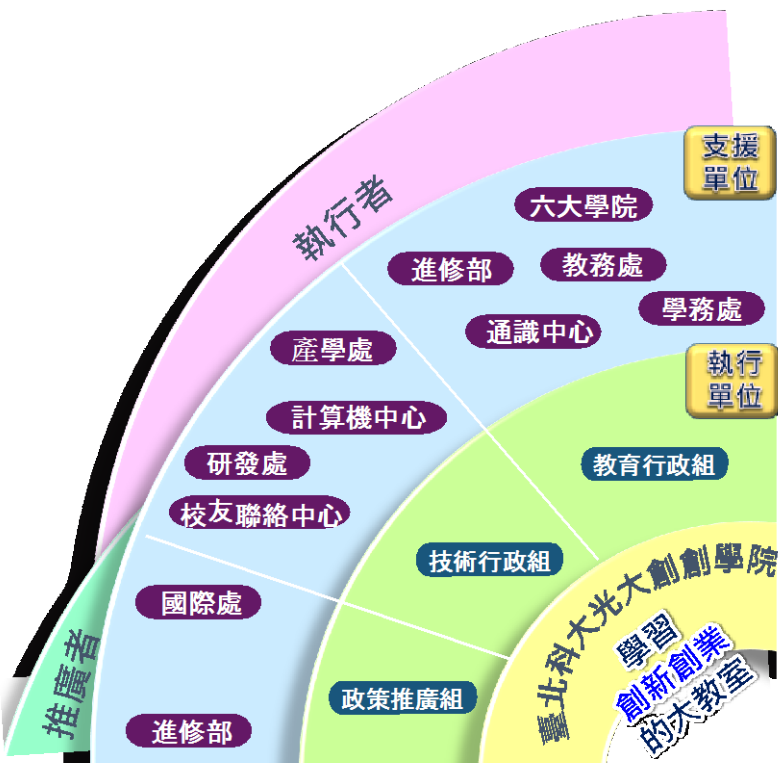 支援
單位
執行者
六大學院
進修部
教務處
學務處
通識中心
產學處
執行
單位
計算機中心
研發處
教育行政組
校友聯絡中心
技術行政組
國際處
臺北科大光大創創學院
學習
創新創業
的大教室
推廣者
政策推廣組
進修部